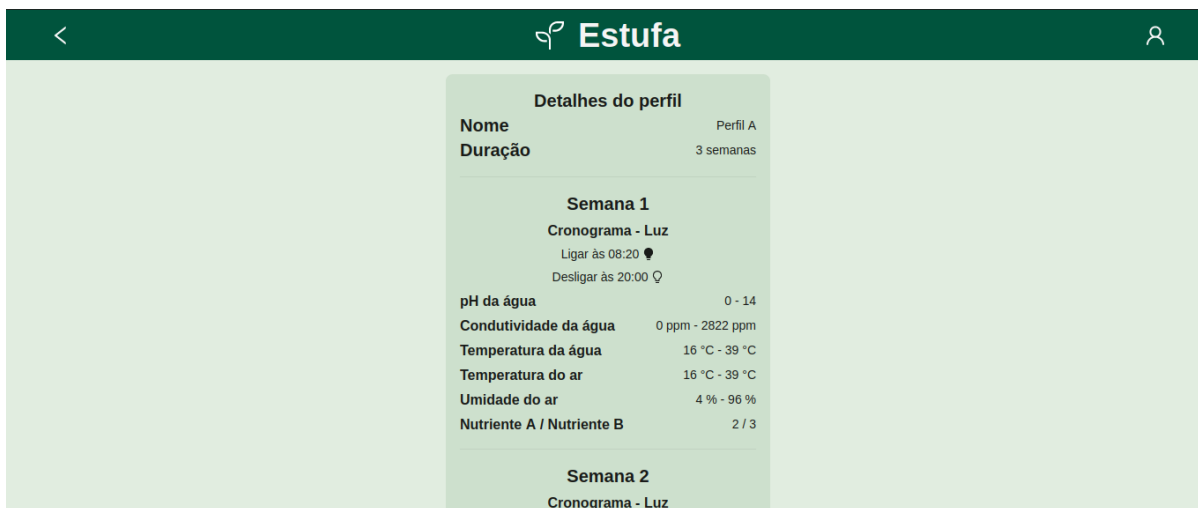 Estufa
Detalhes do perfil
Nome Perfil A
Duração 3 semanas
Semana 1
Cronograma - Luz
Ligar às 08:20
Desligar às 20:00
pH da água 0 - 14
Condutividade da água 0 ppm - 2822 ppm
Temperatura da água 16 °C - 39 °C
Temperatura do ar 16 °C - 39 °C
Umidade do ar 4 % - 96 %
Nutriente A / Nutriente B 2 / 3
Semana 2
Cronograma - Luz